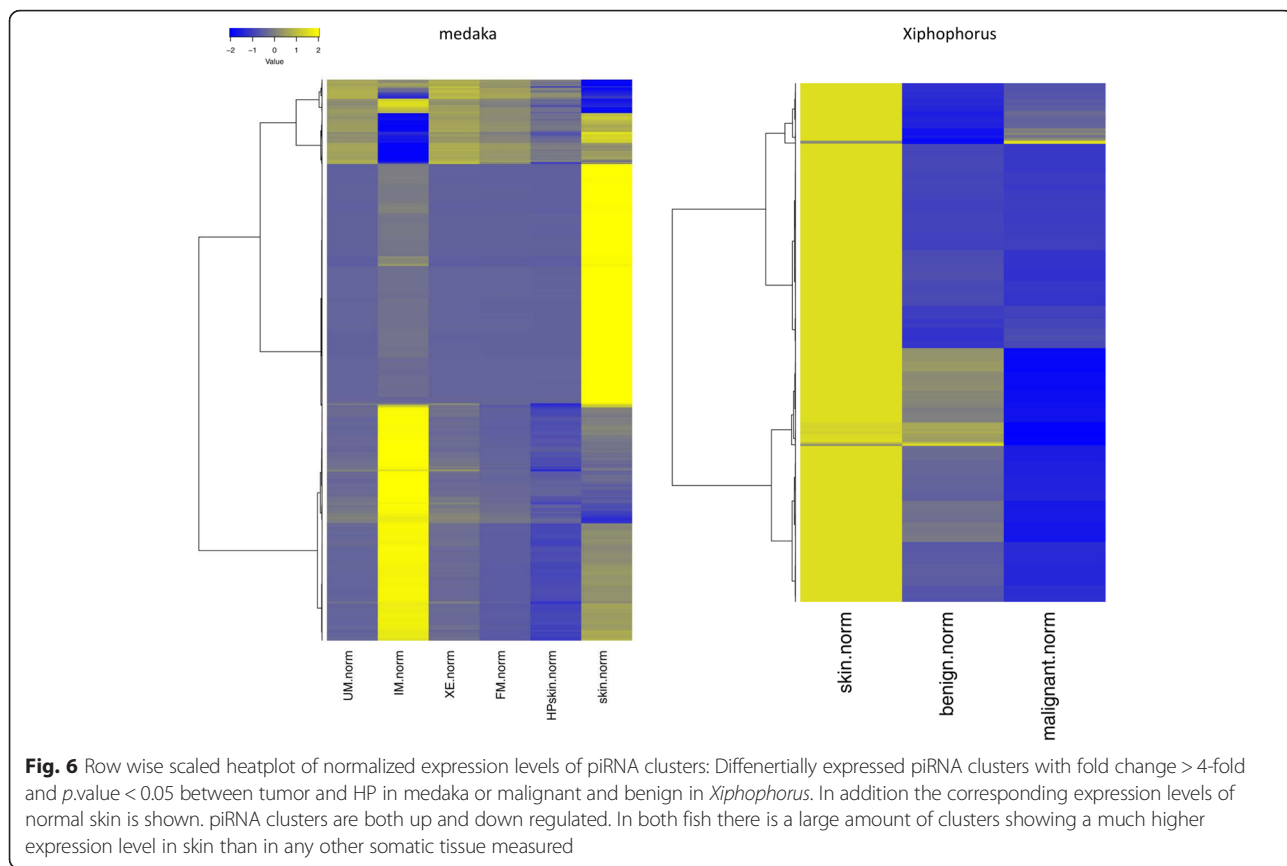 medaka
Xiphophorus
-2 -1 0 1 2
Value
UM.norm
IM.norm
XE.norm
FM.norm
HPskin.norm
skin.norm
skin.norm
benign.norm
malignant.norm
Fig. 6 Row wise scaled heatplot of normalized expression levels of piRNA clusters: Diffenertially expressed piRNA clusters with fold change > 4-fold
and p.value < 0.05 between tumor and HP in medaka or malignant and benign in Xiphophorus. In addition the corresponding expression levels of
normal skin is shown. piRNA clusters are both up and down regulated. In both fish there is a large amount of clusters showing a much higher
expression level in skin than in any other somatic tissue measured